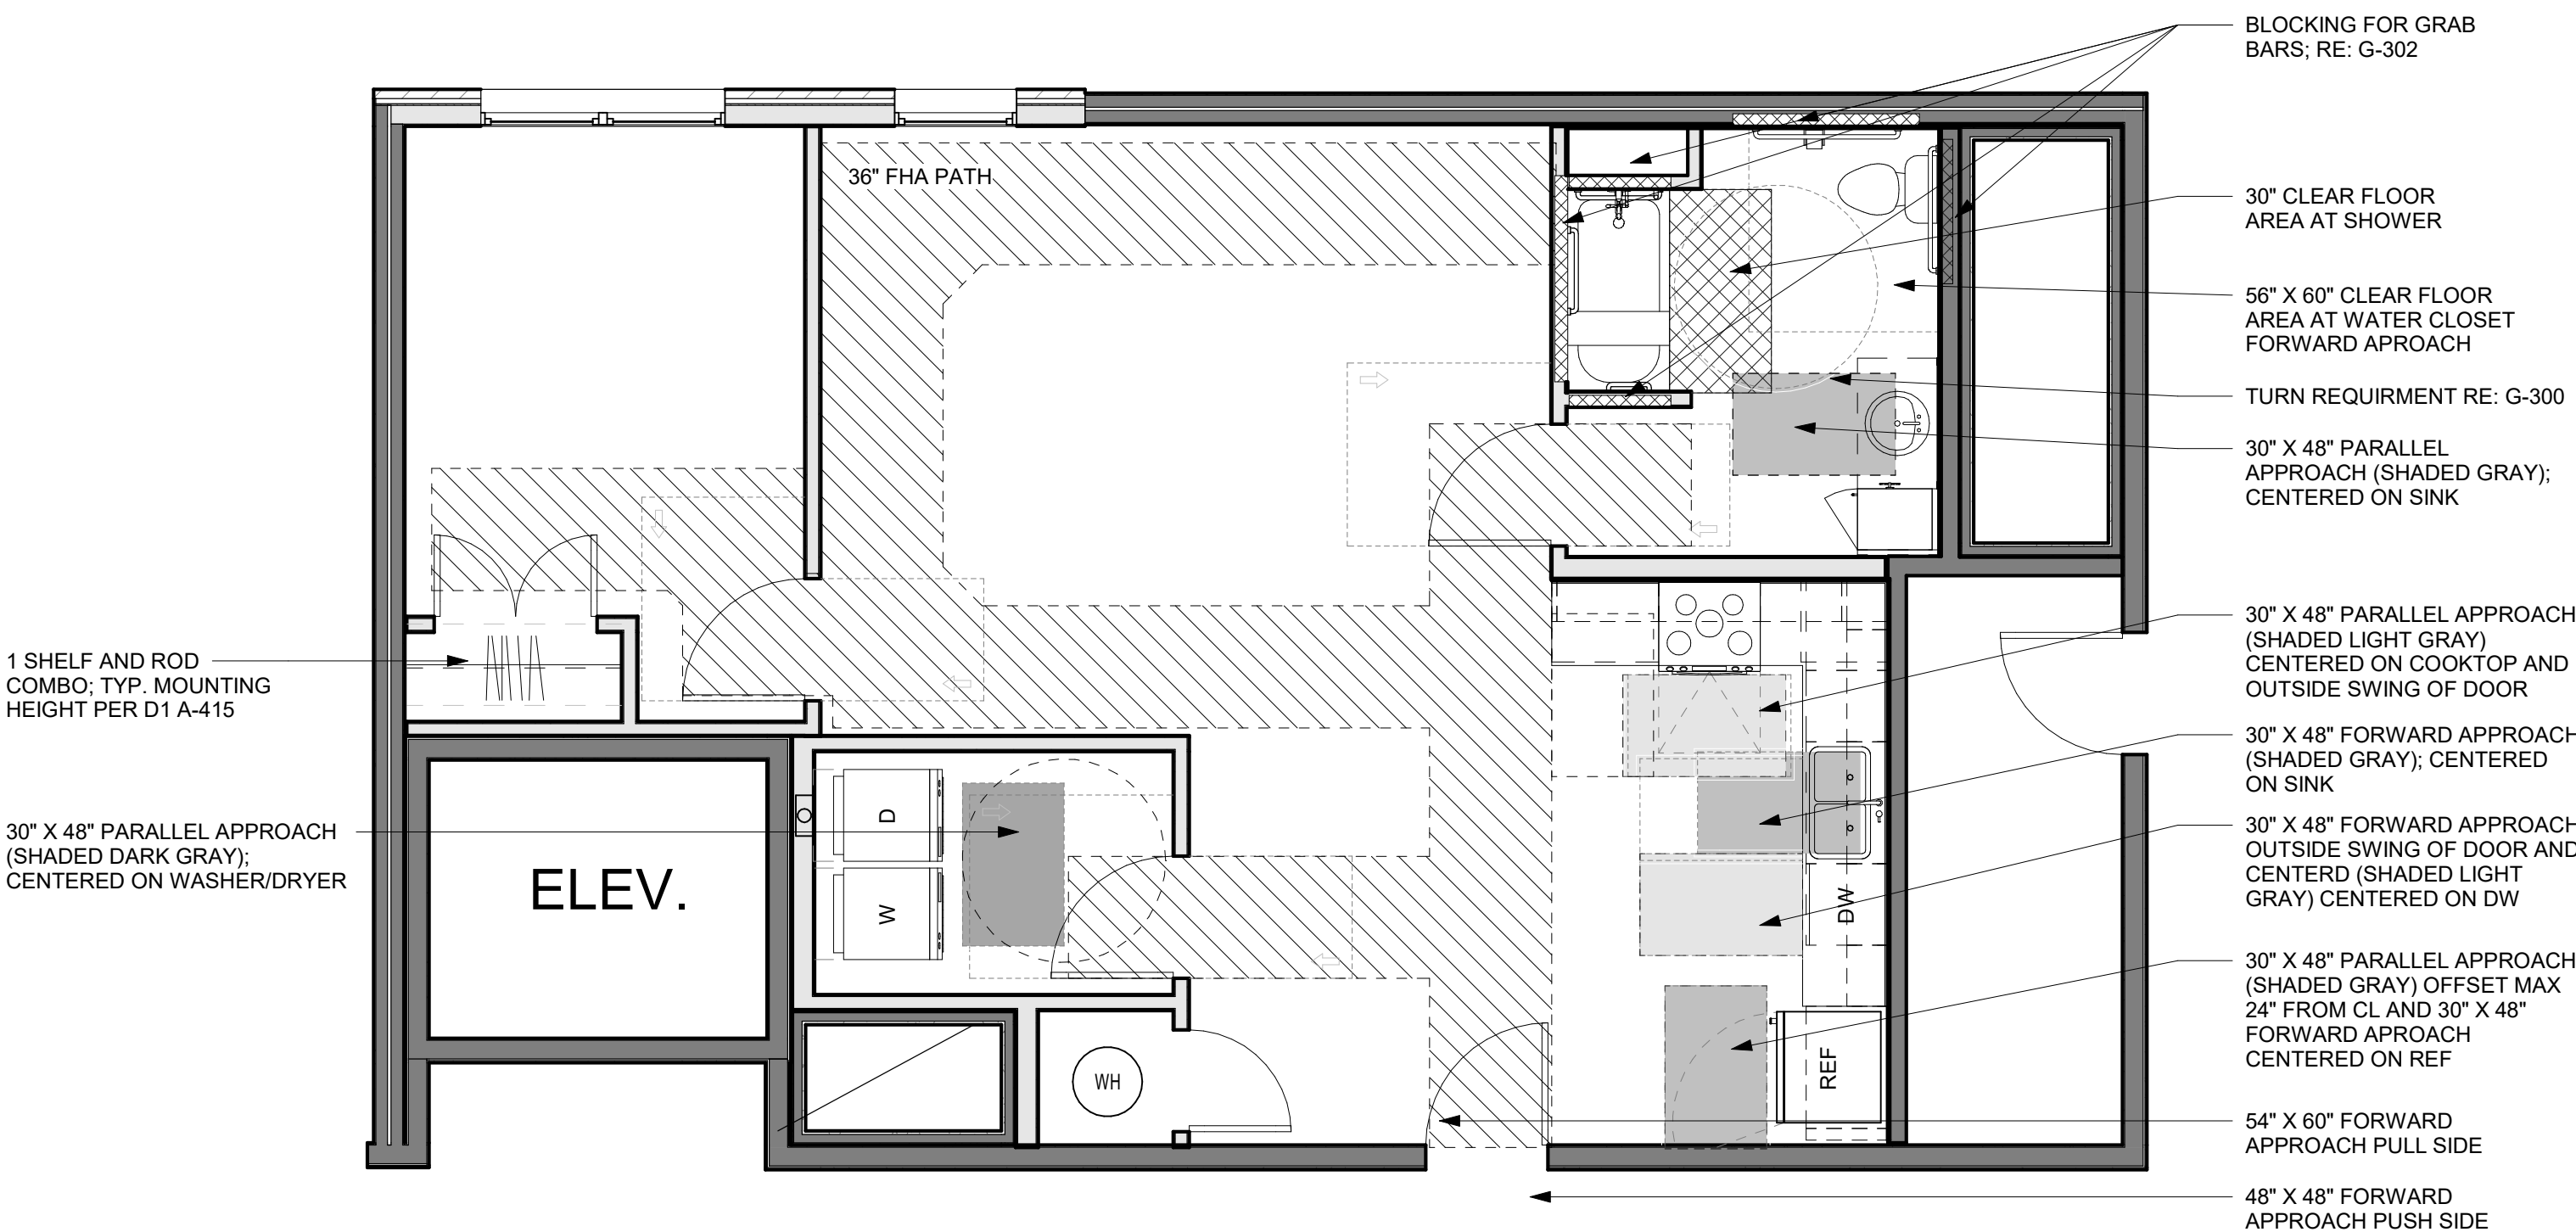 BLOCKING FOR GRAB
BARS; RE: G-302
36" FHA PATH
30" CLEAR FLOOR
AREA AT SHOWER
56" X 60" CLEAR FLOOR
AREA AT WATER CLOSET
FORWARD APROACH
TURN REQUIRMENT RE: G-300
30" X 48" PARALLEL
APPROACH (SHADED GRAY);
CENTERED ON SINK
30" X 48" PARALLEL APPROACH
(SHADED LIGHT GRAY)
CENTERED ON COOKTOP AND
OUTSIDE SWING OF DOOR
1 SHELF AND ROD
COMBO; TYP. MOUNTING
HEIGHT PER D1 A-415
30" X 48" FORWARD APPROACH
(SHADED GRAY); CENTERED
ON SINK
30" X 48" PARALLEL APPROACH
(SHADED DARK GRAY);
CENTERED ON WASHER/DRYER
D
W
ELEV.
30" X 48" FORWARD APPROACH
OUTSIDE SWING OF DOOR AND
CENTERD (SHADED LIGHT
GRAY) CENTERED ON DW
DW
30" X 48" PARALLEL APPROACH
(SHADED GRAY) OFFSET MAX
24" FROM CL AND 30" X 48"
FORWARD APROACH
CENTERED ON REF
REF
WH
54" X 60" FORWARD
APPROACH PULL SIDE
48" X 48" FORWARD
APPROACH PUSH SIDE